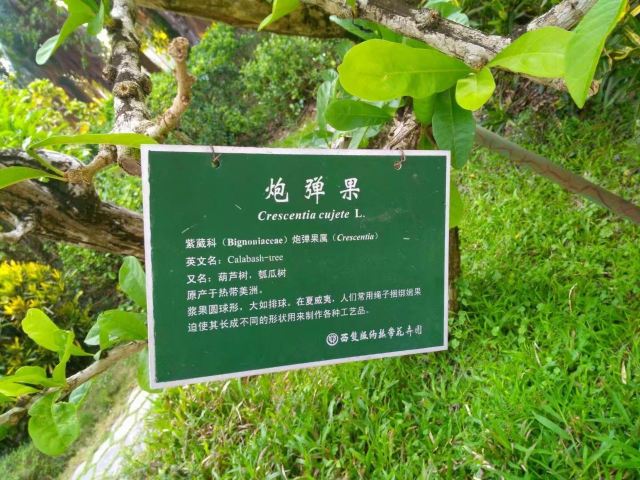 炮弹果
Crescentia cujete L.
紫葳科（Bignoniaceae）炮弹果属（Crescentia）
英文名：Calabash-tree
又名：葫芦树，瓠瓜树
原产于热带美洲。
浆果圆球形，大如排球。在夏威夷，人们常用绳子捆绑嫩果
迫使其长成不同的形状用来制作各种工艺品。
西双版纳热带花卉园